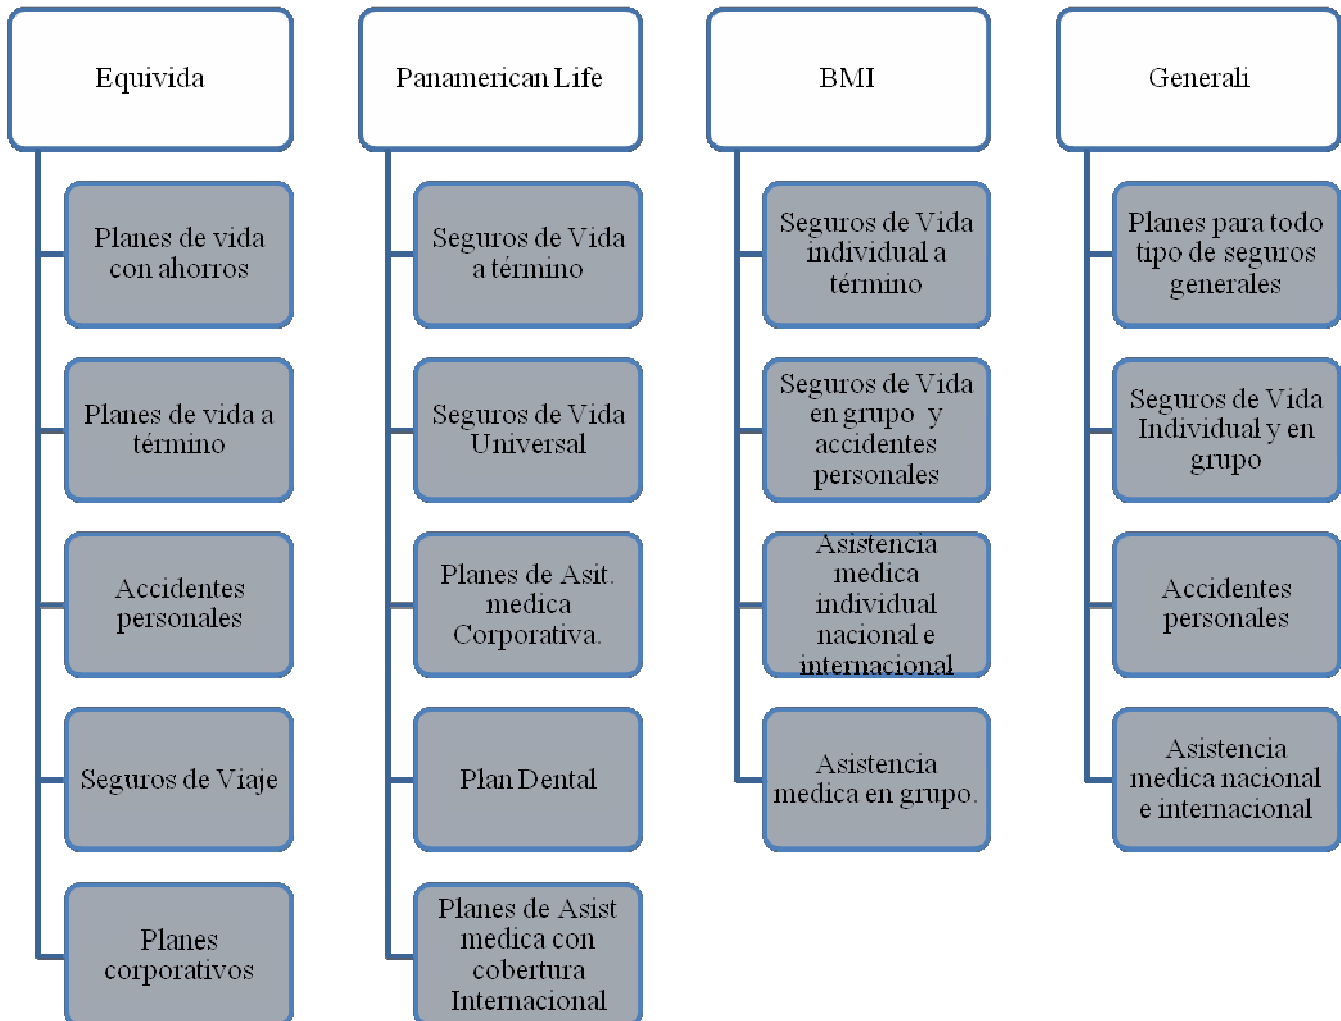 Equivida
Planes de vida
con ahorros
Planes de vida a
término
Accidentes
personales
Seguros de Viaje
Planes
corporativos
Panamerican Life
Seguros de Vida
a término
Seguros de Vida
Universal
Planes de Asit.
medica
Corporativa.
Plan Dental
Planes de Asist
medica con
cobertura
Internacional
BMI
Seguros de Vida
individual a
término
Seguros de Vida
en grupo y
accidentes
personales
Asistencia
medica
individual
nacional e
internacional
Asistencia
medica en grupo.
Generali
Planes para todo
tipo de seguros
generales
Seguros de Vida
Individual y en
grupo
Accidentes
personales
Asistencia
medica nacional
e internacional